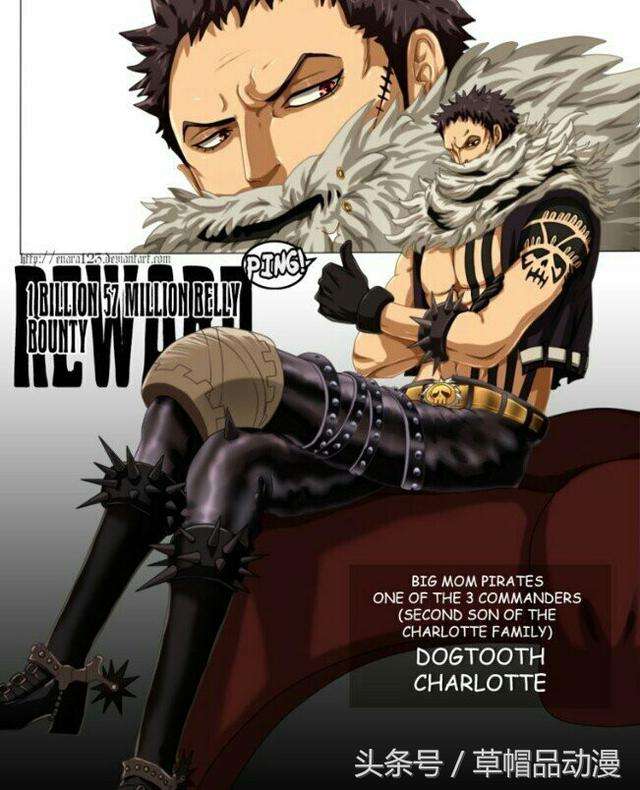 http://enara123.deviantart.com
PING!
REWARD
1 BILLION 57 MILLION BELLY
BOUNTY
BIG MOM PIRATES
ONE OF THE 3 COMMANDERS
(SECOND SON OF THE
CHARLOTTE FAMILY)
DOGTOOTH
CHARLOTTE
头条号 / 草帽品动漫